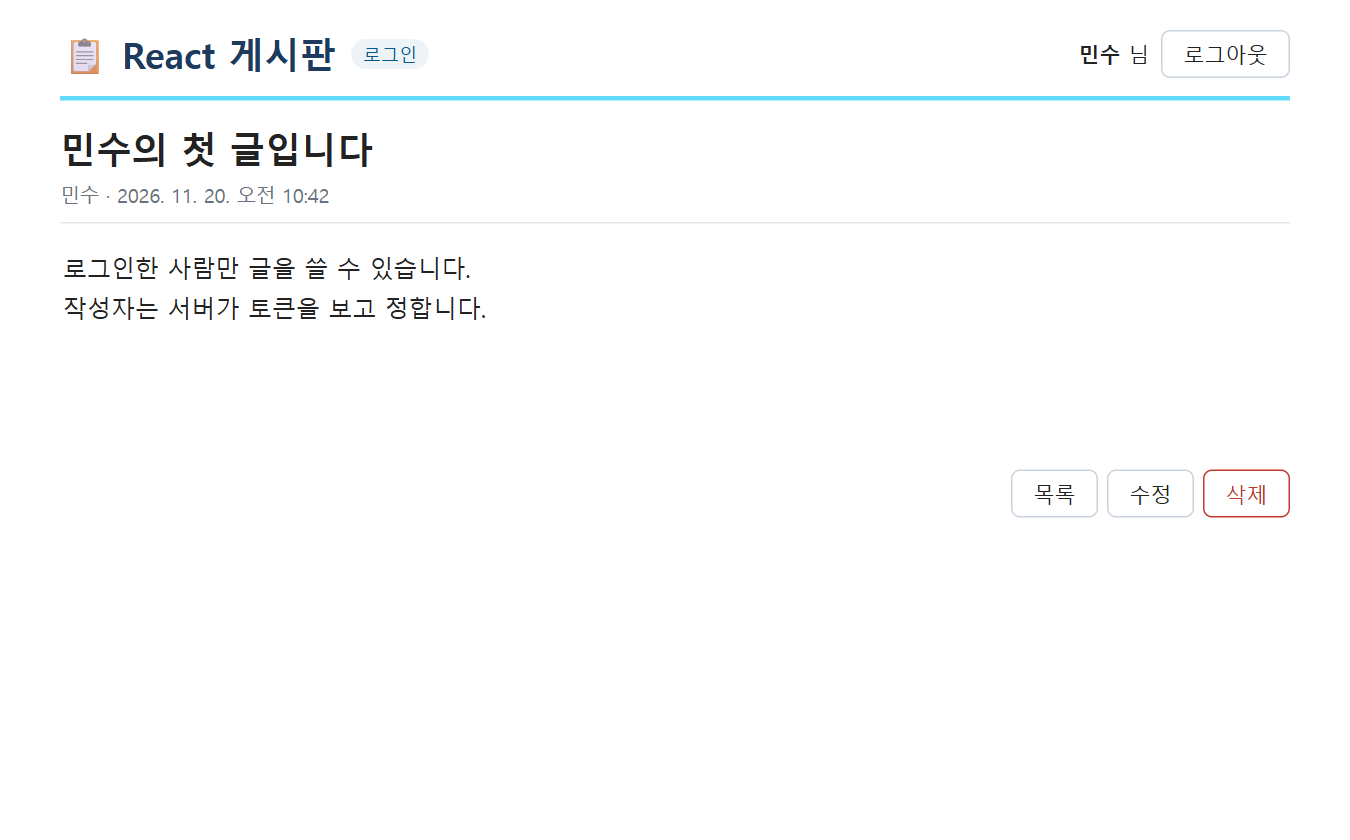 React 게시판 로그인 민수 님 로그아웃
민수의 첫 글입니다
민수 · 2026. 11. 20. 오전 10:42
로그인한 사람만 글을 쓸 수 있습니다.
작성자는 서버가 토큰을 보고 정합니다.
목록 수정 삭제